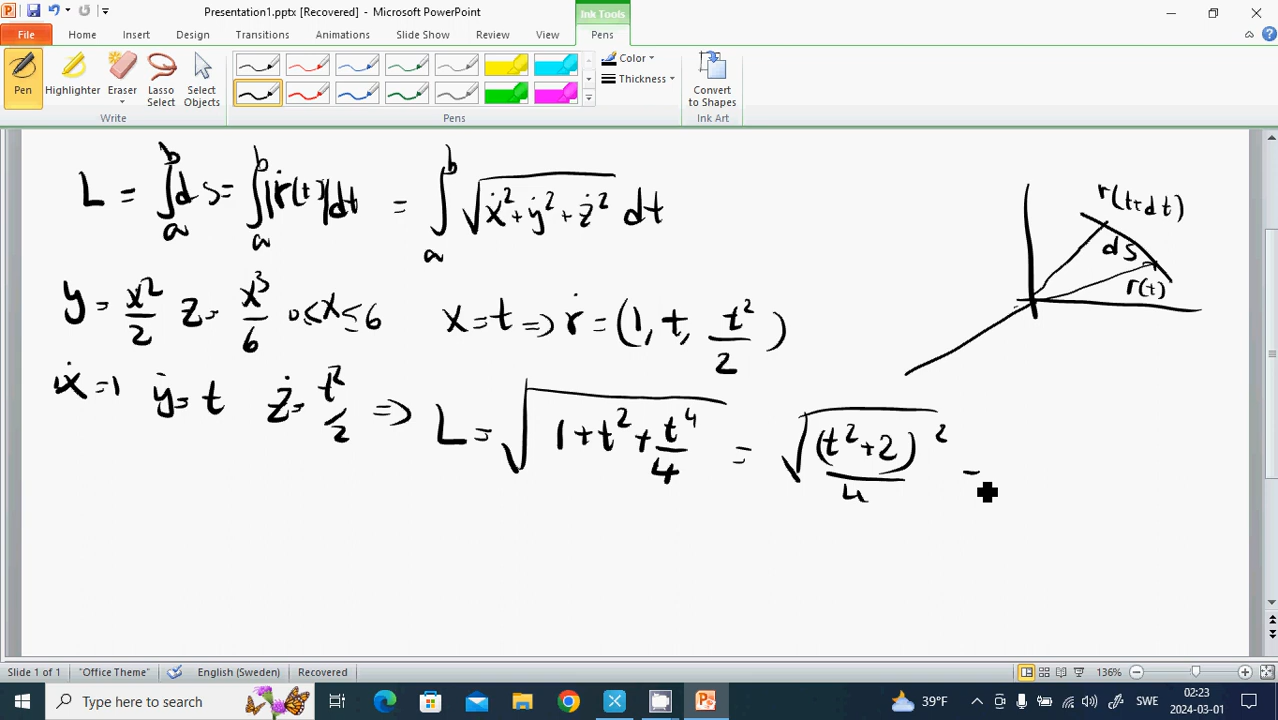 Presentation1.pptx [Recovered] - Microsoft PowerPoint
Ink Tools
File Home Insert Design Transitions Animations Slide Show Review View Pens
Pen Highlighter Eraser Lasso Select Select Objects
Color
Thickness
Convert to Shapes
Write Pens Ink Art
L = ∫_a^b ds = ∫_a^b |ṙ(t)|dt = ∫_a^b √(ẋ²+ẏ²+ż²) dt
r(t+dt)
ds
r(t)
y = x²/2 z = x³/6 0≤x≤6 x=t => ṙ = (1, t, t²/2)
ẋ=1 ẏ=t ż=t²/2 => L = √(1+t²+t⁴/4) = √((t²+2)²/4) -
Slide 1 of 1 "Office Theme" English (Sweden) Recovered 136%
Type here to search 39°F SWE 02:23
2024-03-01